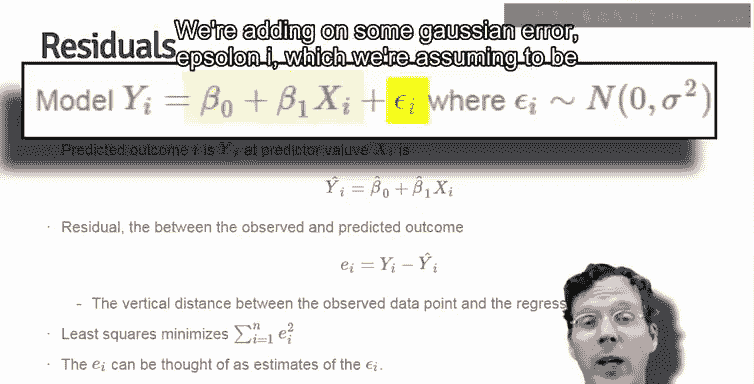 We're adding on some gaussian error,
Residuals epsolon i, which we're assuming to be
Model Yᵢ = β₀ + β₁Xᵢ + ϵᵢ where ϵᵢ ∼ N(0, σ²)
Predicted outcome i is Ŷᵢ at predictor valuve Xᵢ is
Ŷᵢ = β̂₀ + β̂₁Xᵢ
· Residual, the between the observed and predicted outcome
eᵢ = Yᵢ − Ŷᵢ
- The vertical distance between the observed data point and the regress
· Least squares minimizes ∑ⁿᵢ₌₁ eᵢ²
· The eᵢ can be thought of as estimates of the ϵᵢ.